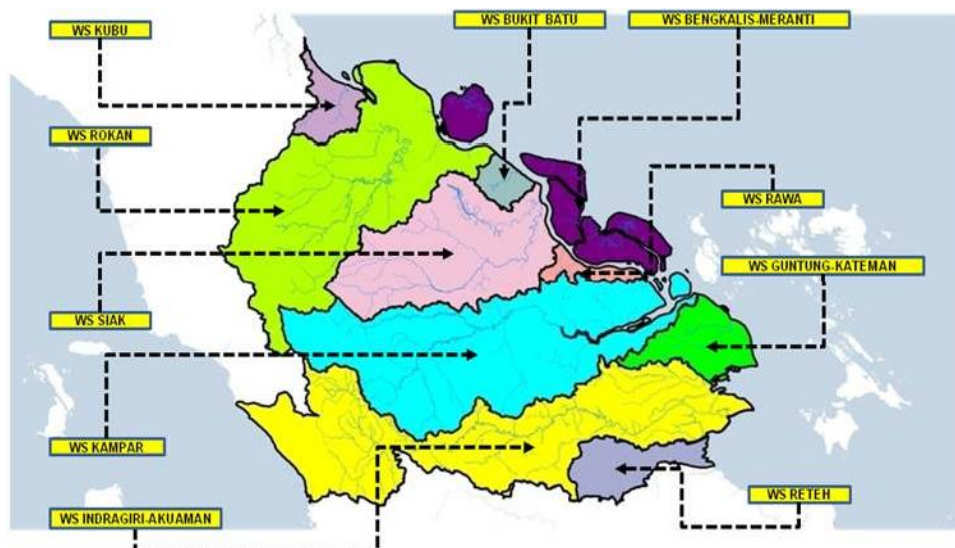 WS BUKIT BATU
WS BENGKALIS-MERANTI
WS KUBU
WS ROKAN
WS RAWA
WS GUNTUNG-KATEMAN
WS SIAK
WS KAMPAR
WS RETEH
WS INDRAGIRI-AKUAMAN